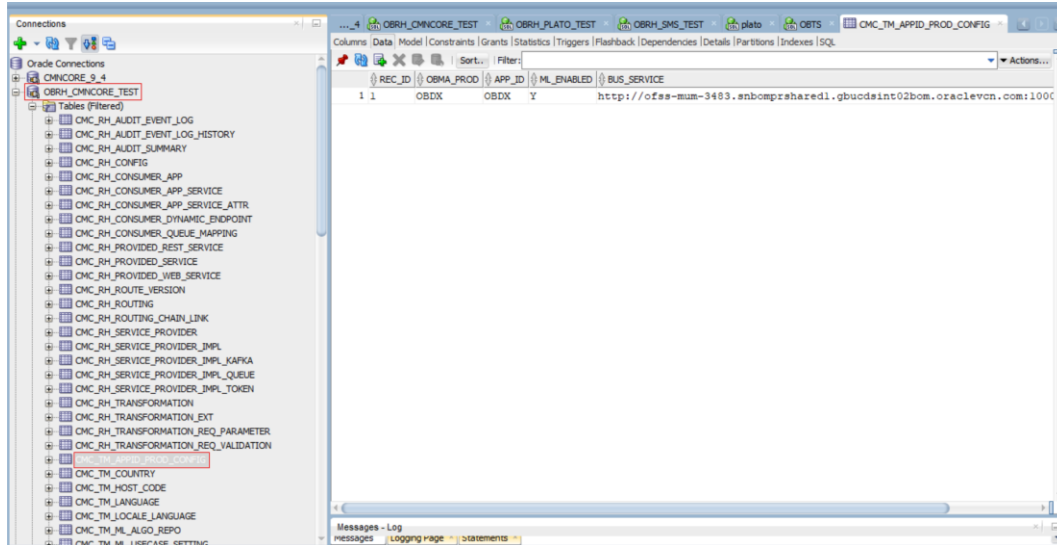 Connections
Oracle Connections
CMNCORE_9_4
OBRH_CMNCORE_TEST
Tables (Filtered)
CMC_RH_AUDIT_EVENT_LOG
CMC_RH_AUDIT_EVENT_LOG_HISTORY
CMC_RH_AUDIT_SUMMARY
CMC_RH_CONFIG
CMC_RH_CONSUMER_APP
CMC_RH_CONSUMER_APP_SERVICE
CMC_RH_CONSUMER_APP_SERVICE_ATTR
CMC_RH_CONSUMER_DYNAMIC_ENDPOINT
CMC_RH_CONSUMER_QUEUE_MAPPING
CMC_RH_PROVIDED_REST_SERVICE
CMC_RH_PROVIDED_SERVICE
CMC_RH_PROVIDED_WEB_SERVICE
CMC_RH_ROUTE_VERSION
CMC_RH_ROUTING
CMC_RH_ROUTING_CHAIN_LINK
CMC_RH_SERVICE_PROVIDER
CMC_RH_SERVICE_PROVIDER_IMPL
CMC_RH_SERVICE_PROVIDER_IMPL_KAFKA
CMC_RH_SERVICE_PROVIDER_IMPL_QUEUE
CMC_RH_SERVICE_PROVIDER_IMPL_TOKEN
CMC_RH_TRANSFORMATION
CMC_RH_TRANSFORMATION_EXT
CMC_RH_TRANSFORMATION_REQ_PARAMETER
CMC_RH_TRANSFORMATION_REQ_VALIDATION
CMC_TM_APPID_PROD_CONFIG
CMC_TM_COUNTRY
CMC_TM_HOST_CODE
CMC_TM_LANGUAGE
CMC_TM_LOCALE_LANGUAGE
CMC_TM_ML_ALGO_REPO
CMC_TM_ML_USECASE_SETTING
..._4 OBRH_CMNCORE_TEST OBRH_PLATO_TEST OBRH_SMS_TEST plato OBTS CMC_TM_APPID_PROD_CONFIG
Columns Data Model |Constraints |Grants |Statistics |Triggers |Flashback |Dependencies |Details |Partitions |Indexes |SQL
Sort.. Filter: Actions...
REC_ID OBMA_PROD APP_ID ML_ENABLED BUS_SERVICE
1 1 OBDX OBDX Y http://ofss-mum-3483.snbomprshared1.gbucdsint02bom.oraclevcn.com:1000
Messages - Log
Messages Logging Page Statements